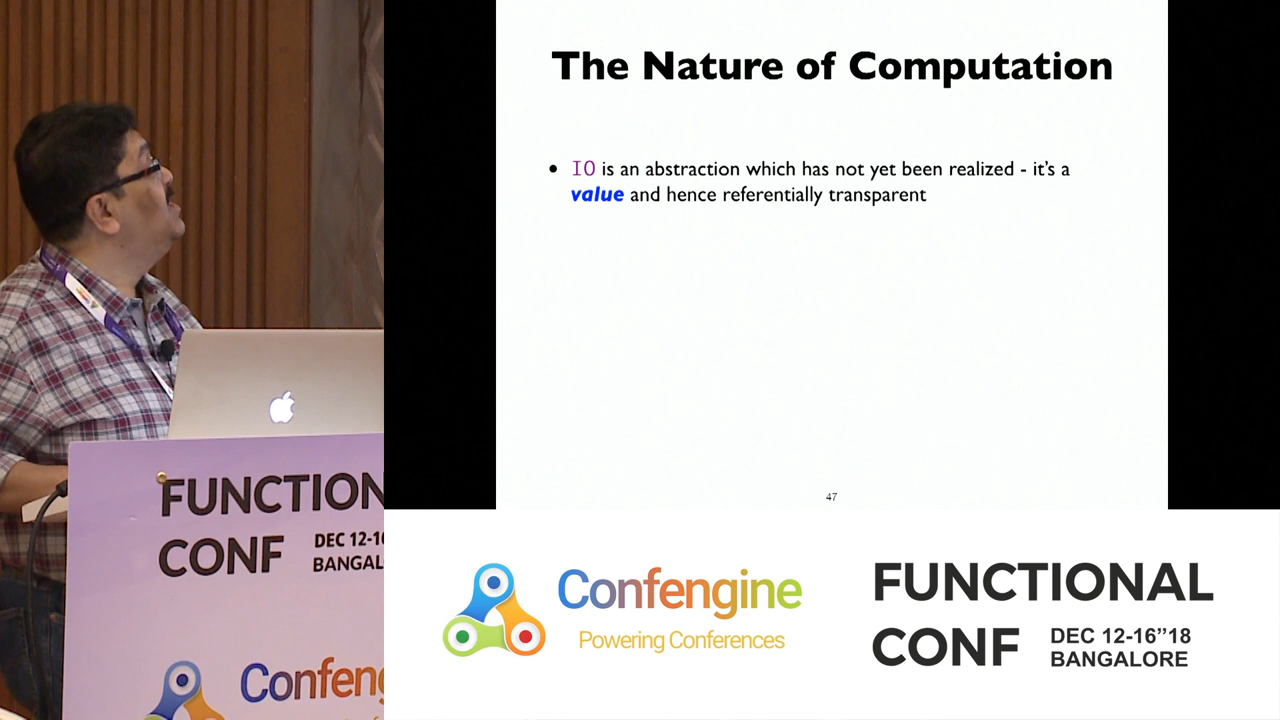 The Nature of Computation
• IO is an abstraction which has not yet been realized - it's a
value and hence referentially transparent
47
FUNCTION
CONF
DEC 12-16
BANGALO
Confeng
Confengine
Powering Conferences
FUNCTIONAL
CONF
DEC 12-16”18
BANGALORE